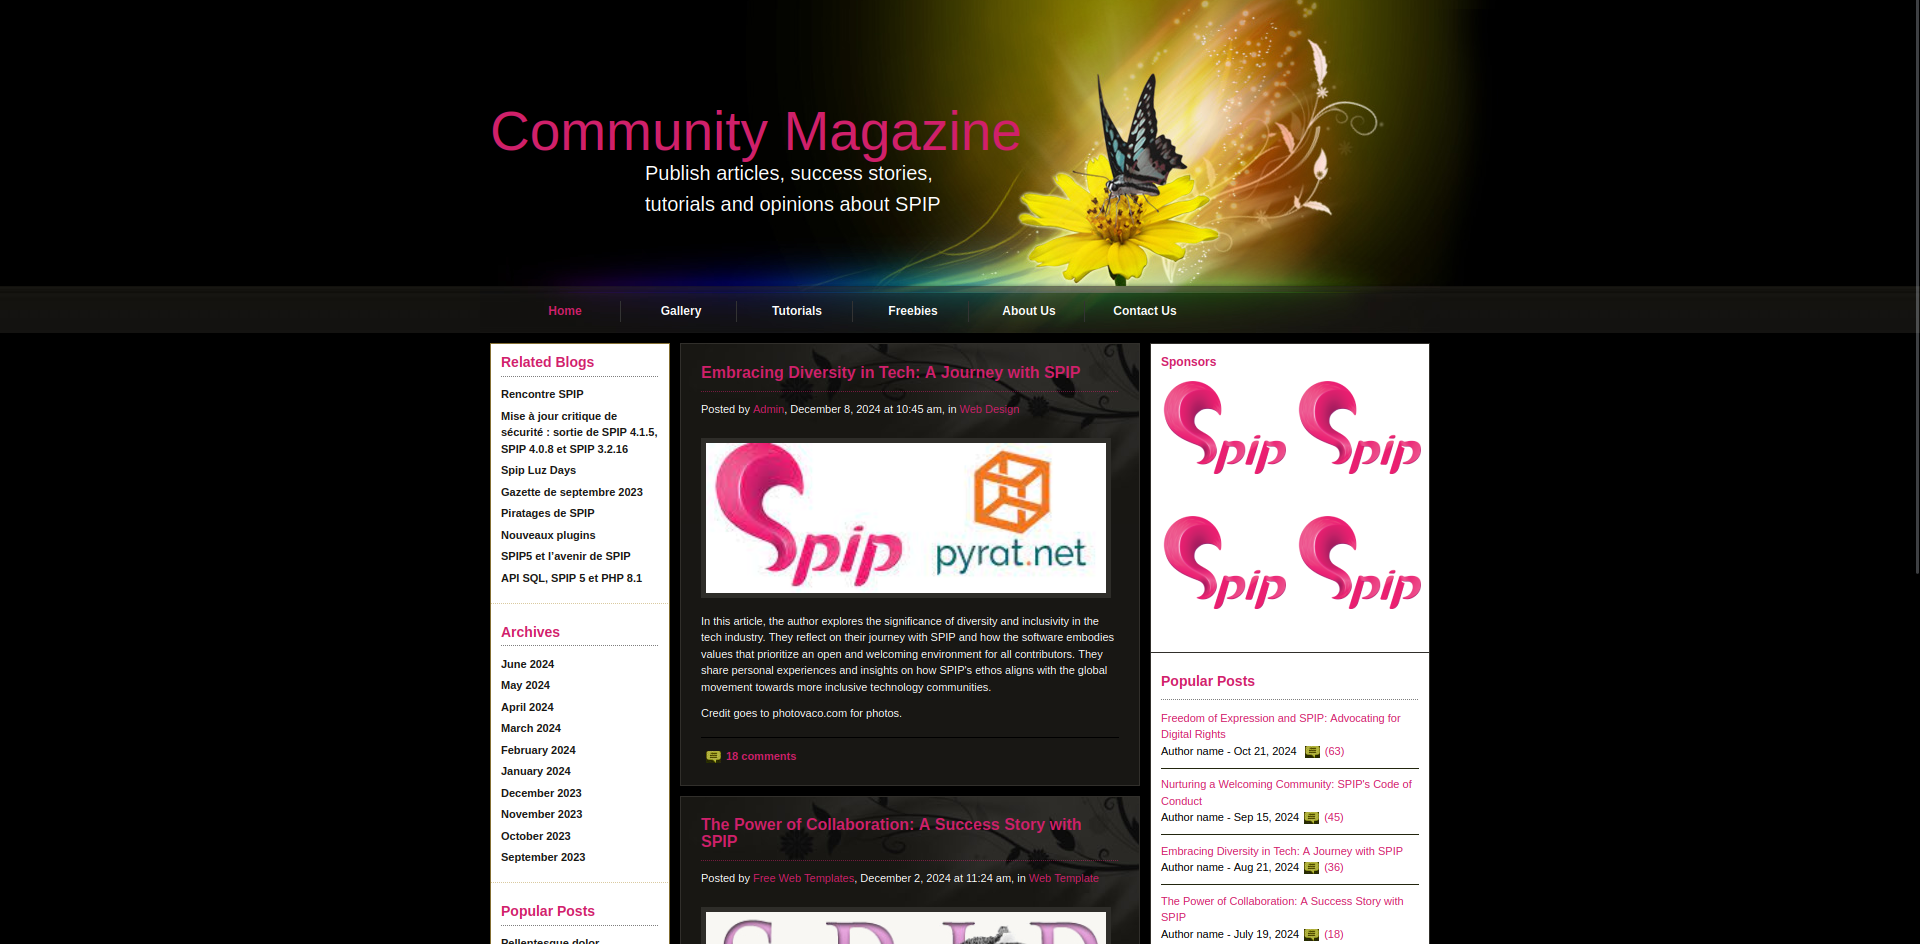 Community Magazine
Publish articles, success stories,
tutorials and opinions about SPIP
Home
Gallery
Tutorials
Freebies
About Us
Contact Us
Related Blogs
Rencontre SPIP
Mise à jour critique de
sécurité : sortie de SPIP 4.1.5,
SPIP 4.0.8 et SPIP 3.2.16
Spip Luz Days
Gazette de septembre 2023
Piratages de SPIP
Nouveaux plugins
SPIP5 et l’avenir de SPIP
API SQL, SPIP 5 et PHP 8.1
Archives
June 2024
May 2024
April 2024
March 2024
February 2024
January 2024
December 2023
November 2023
October 2023
September 2023
Popular Posts
Pellentesque dolor
Embracing Diversity in Tech: A Journey with SPIP
Posted by Admin, December 8, 2024 at 10:45 am, in Web Design
Spip
pyrat.net
In this article, the author explores the significance of diversity and inclusivity in the
tech industry. They reflect on their journey with SPIP and how the software embodies
values that prioritize an open and welcoming environment for all contributors. They
share personal experiences and insights on how SPIP's ethos aligns with the global
movement towards more inclusive technology communities.
Credit goes to photovaco.com for photos.
18 comments
The Power of Collaboration: A Success Story with
SPIP
Posted by Free Web Templates, December 2, 2024 at 11:24 am, in Web Template
SPIP
Sponsors
Spip
Spip
Spip
Spip
Popular Posts
Freedom of Expression and SPIP: Advocating for
Digital Rights
Author name - Oct 21, 2024 (63)
Nurturing a Welcoming Community: SPIP's Code of
Conduct
Author name - Sep 15, 2024 (45)
Embracing Diversity in Tech: A Journey with SPIP
Author name - Aug 21, 2024 (36)
The Power of Collaboration: A Success Story with
SPIP
Author name - July 19, 2024 (18)